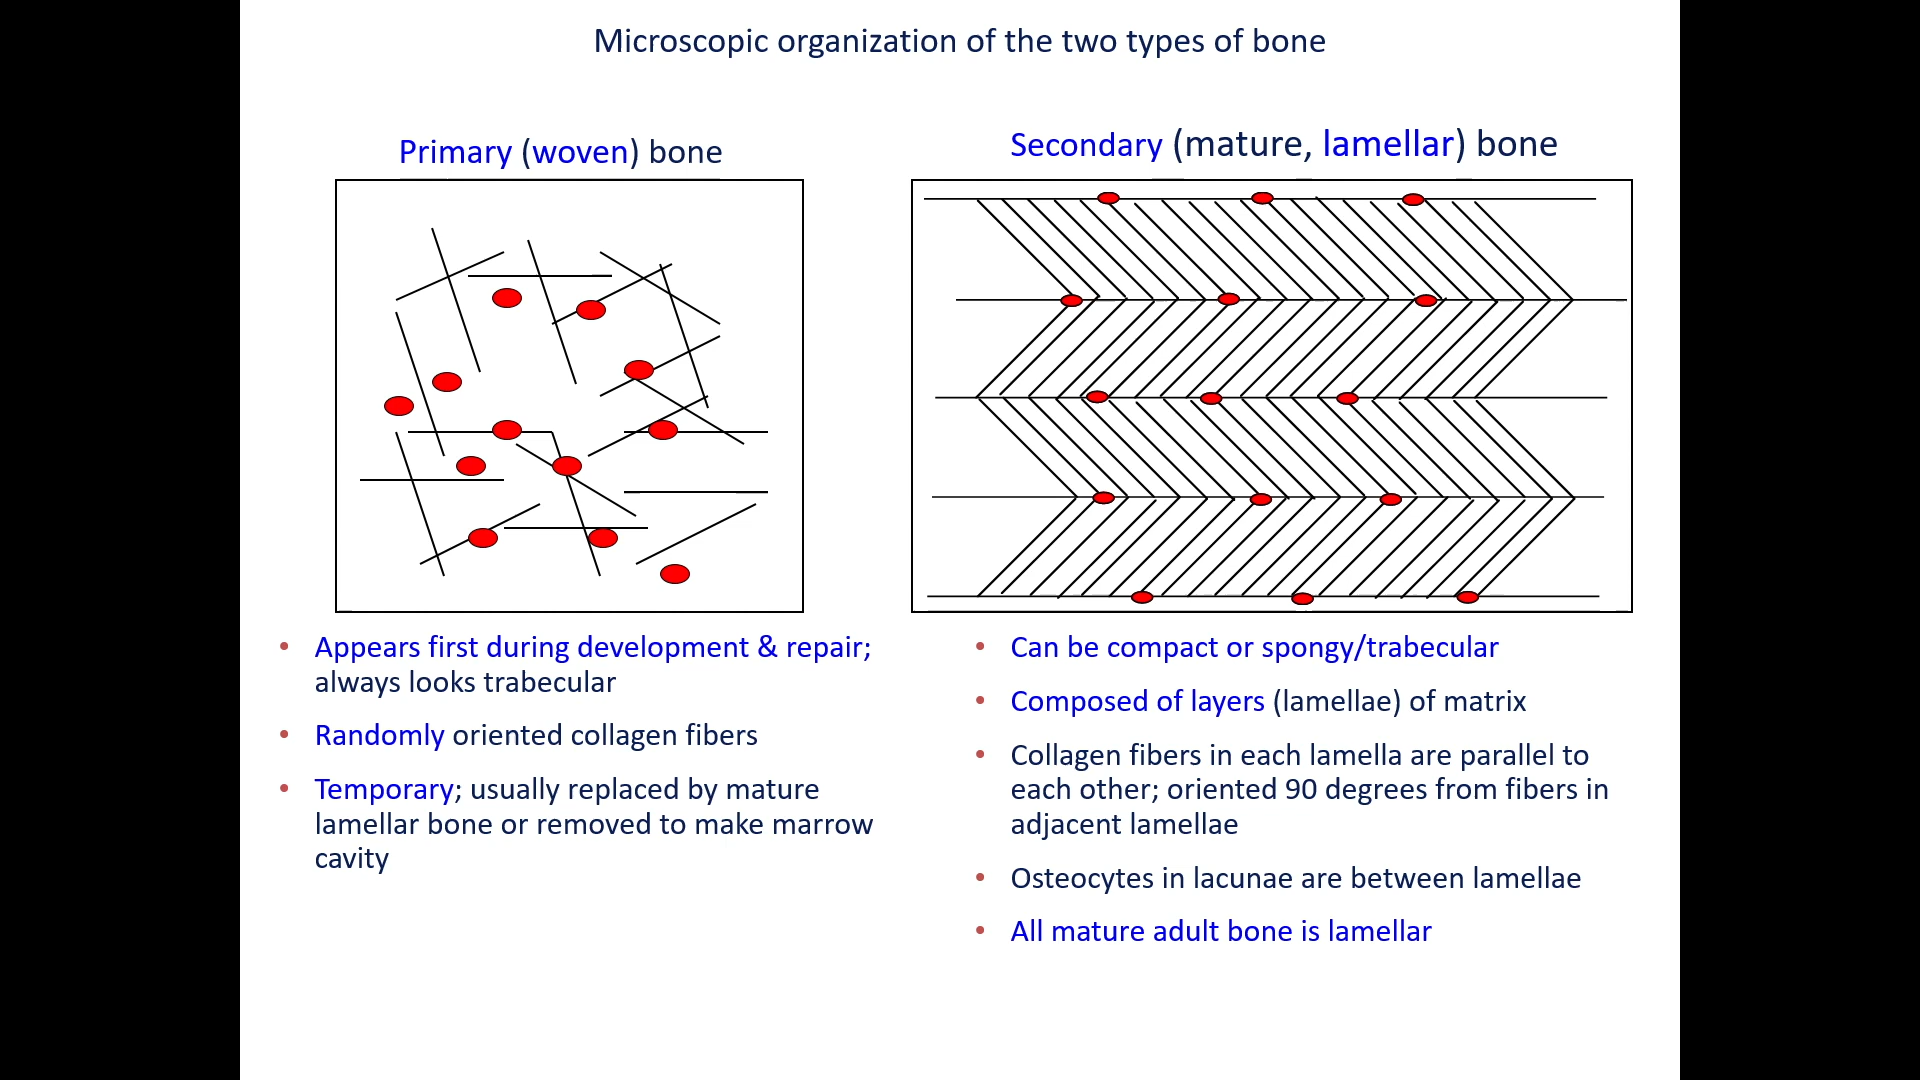 Microscopic organization of the two types of bone
Primary (woven) bone
Secondary (mature, lamellar) bone
• Appears first during development & repair;
always looks trabecular
• Randomly oriented collagen fibers
• Temporary; usually replaced by mature
lamellar bone or removed to make marrow
cavity
• Can be compact or spongy/trabecular
• Composed of layers (lamellae) of matrix
• Collagen fibers in each lamella are parallel to
each other; oriented 90 degrees from fibers in
adjacent lamellae
• Osteocytes in lacunae are between lamellae
• All mature adult bone is lamellar